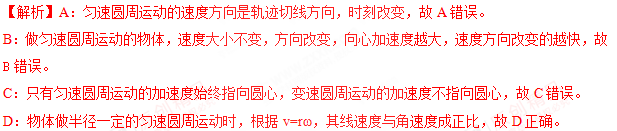 【解析】A：匀速圆周运动的速度方向是轨迹切线方向，时刻改变，故 A 错误。
B：做匀速圆周运动的物体，速度大小不变，方向改变，向心加速度越大，速度方向改变的越快，故
B 错误。
C：只有匀速圆周运动的加速度始终指向圆心，变速圆周运动的加速度不指向圆心，故 C 错误。
D：物体做半径一定的匀速圆周运动时，根据 v=rω，其线速度与角速度成正比，故 D 正确。